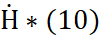 Ḣ ∗ (10)